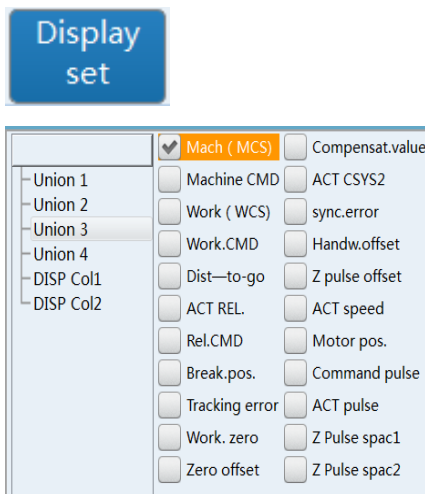 Display
set
Union 1
Union 2
Union 3
Union 4
DISP Col1
DISP Col2
Mach ( MCS)
Machine CMD
Work ( WCS)
Work.CMD
Dist—to-go
ACT REL.
Rel.CMD
Break.pos.
Tracking error
Work. zero
Zero offset
Compensat.value
ACT CSYS2
sync.error
Handw.offset
Z pulse offset
ACT speed
Motor pos.
Command pulse
ACT pulse
Z Pulse spac1
Z Pulse spac2